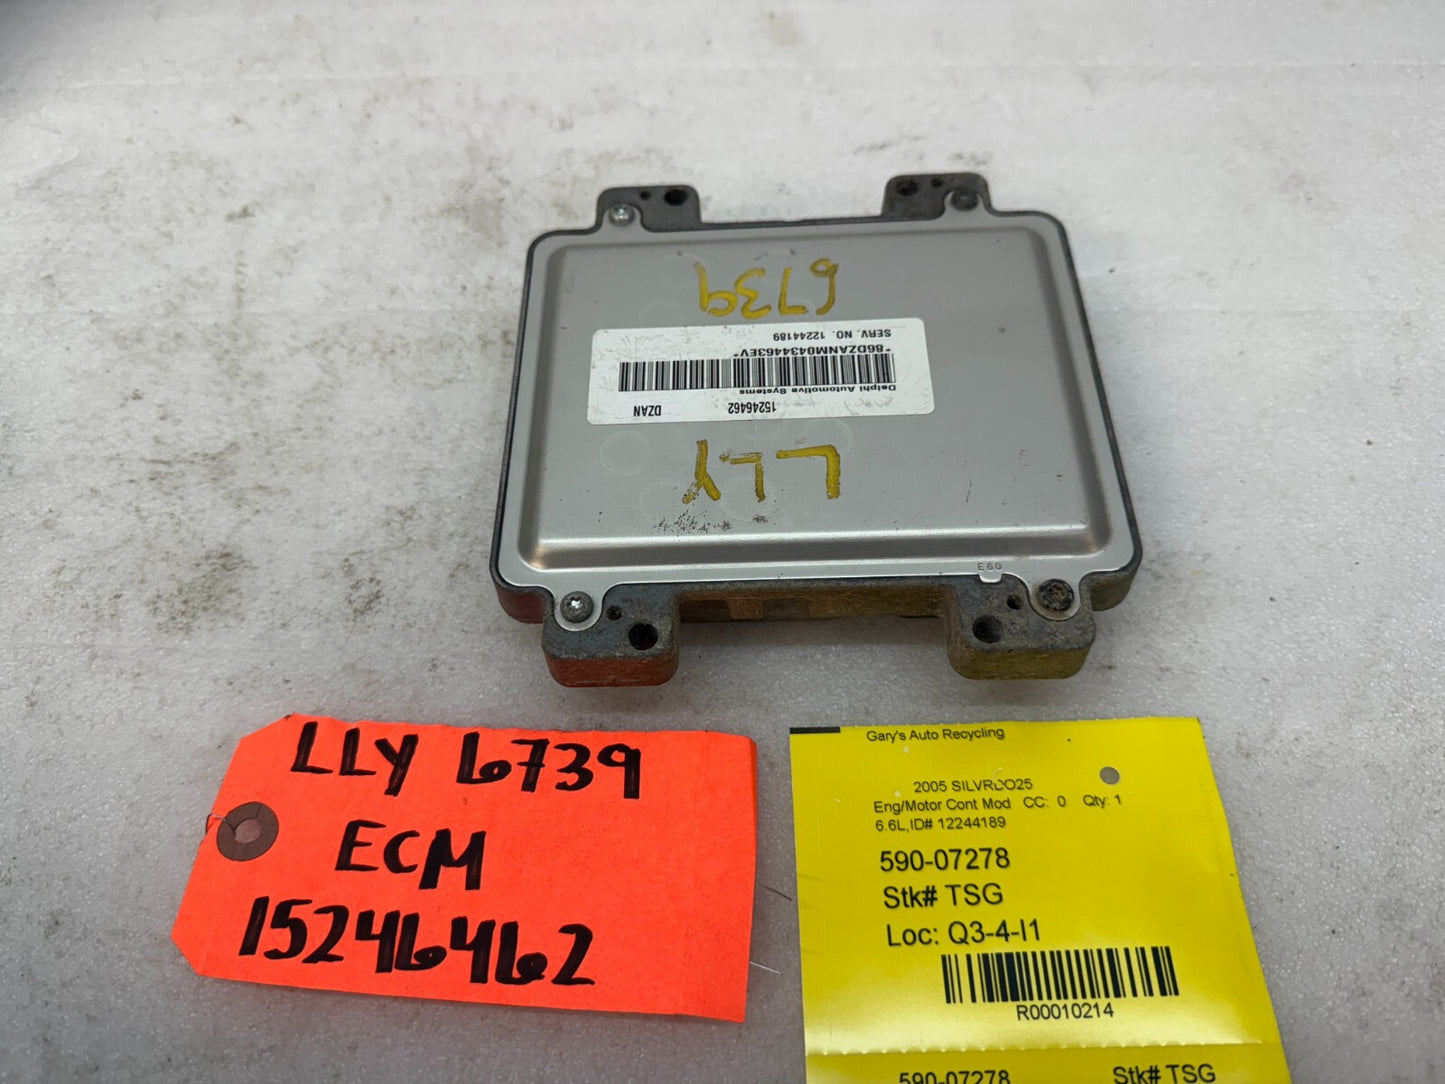 6739
SERV. NO. 12244189
*86DZANM0434463EV*
Delphi Automotive Systems
15246462 DZAN
LLY
E60
LLY 6739
ECM
15246462
Gary's Auto Recycling
2005 SILVRDO25
Eng/Motor Cont Mod CC: 0 Qty: 1
6.6L,ID# 12244189
590-07278
Stk# TSG
Loc: Q3-4-I1
R00010214
590-07278 Stk# TSG